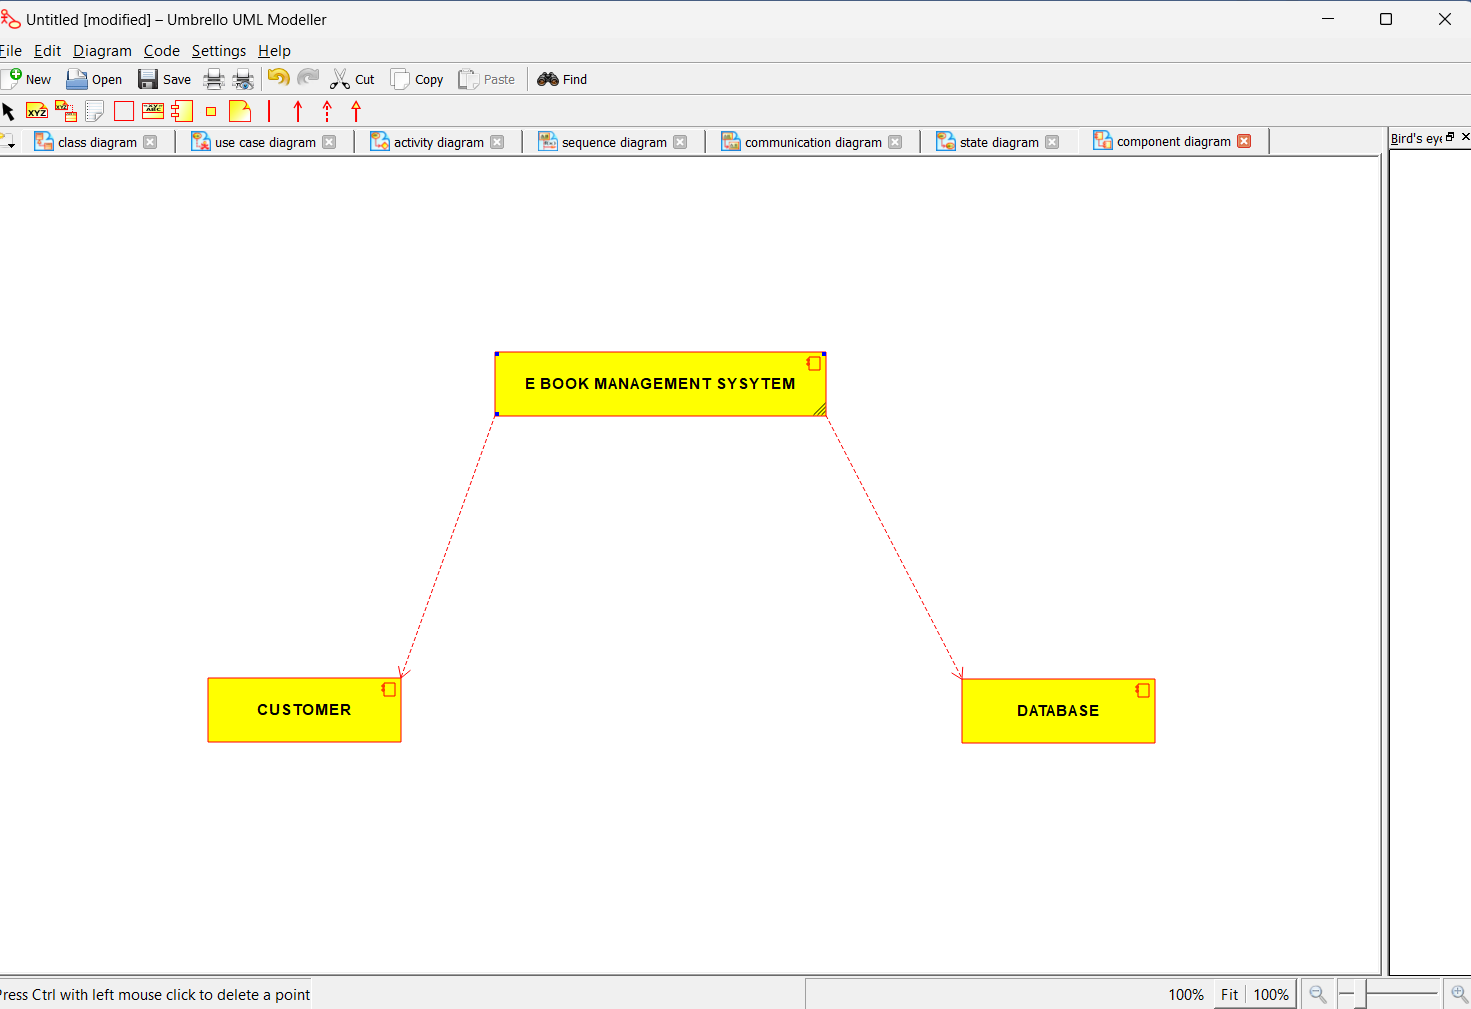 Untitled [modified] – Umbrello UML Modeller
File Edit Diagram Code Settings Help
New Open Save Cut Copy Paste Find
class diagram use case diagram activity diagram sequence diagram communication diagram state diagram component diagram
Bird's eye
E BOOK MANAGEMENT SYSYTEM
CUSTOMER
DATABASE
Press Ctrl with left mouse click to delete a point
100% Fit 100%